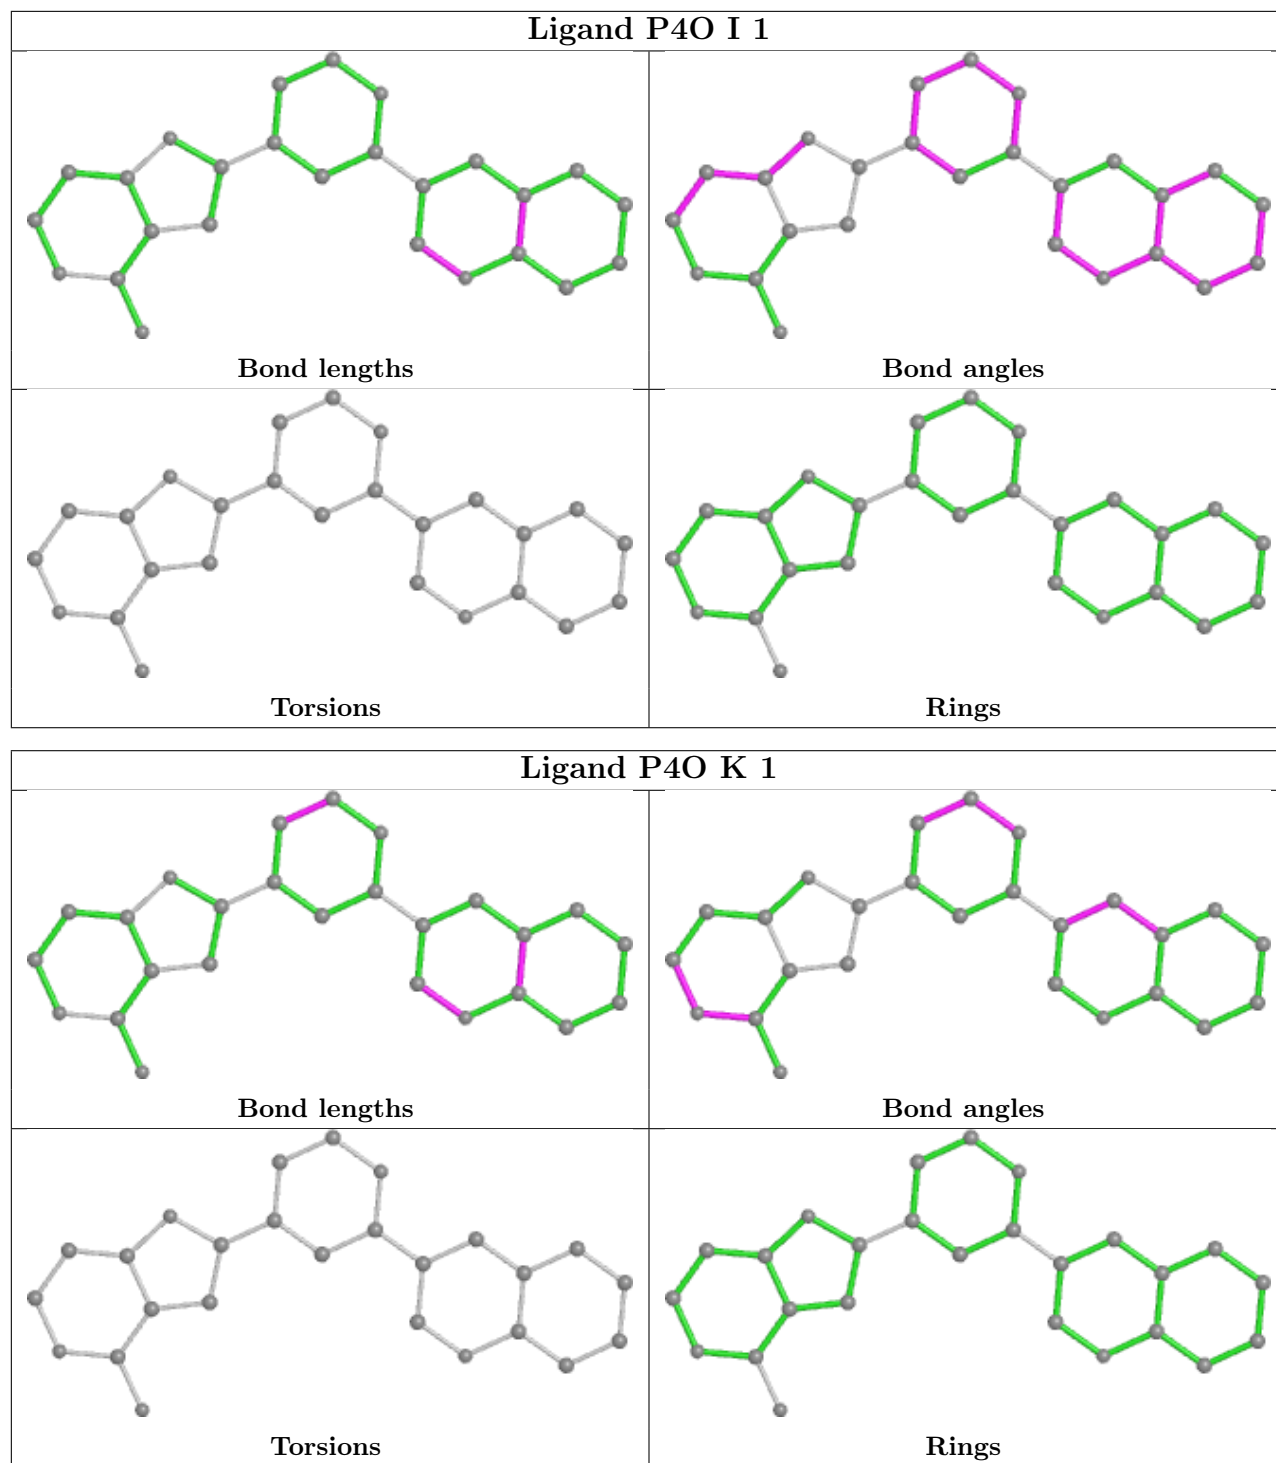 Ligand P4O I 1
Bond lengths
Bond angles
Torsions
Rings
Ligand P4O K 1
Bond lengths
Bond angles
Torsions
Rings